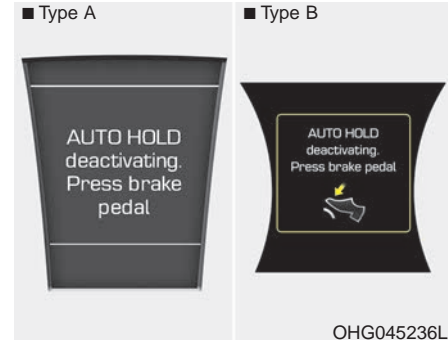 ■ Type A
AUTO HOLD
deactivating.
Press brake
pedal
■ Type B
AUTO HOLD
deactivating.
Press brake pedal
OHG045236L